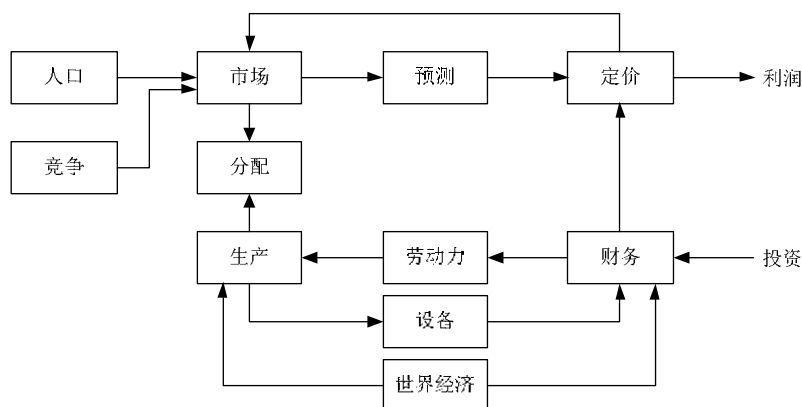 人口
市场
预测
定价
利润
竞争
分配
生产
劳动力
财务
投资
设备
世界经济